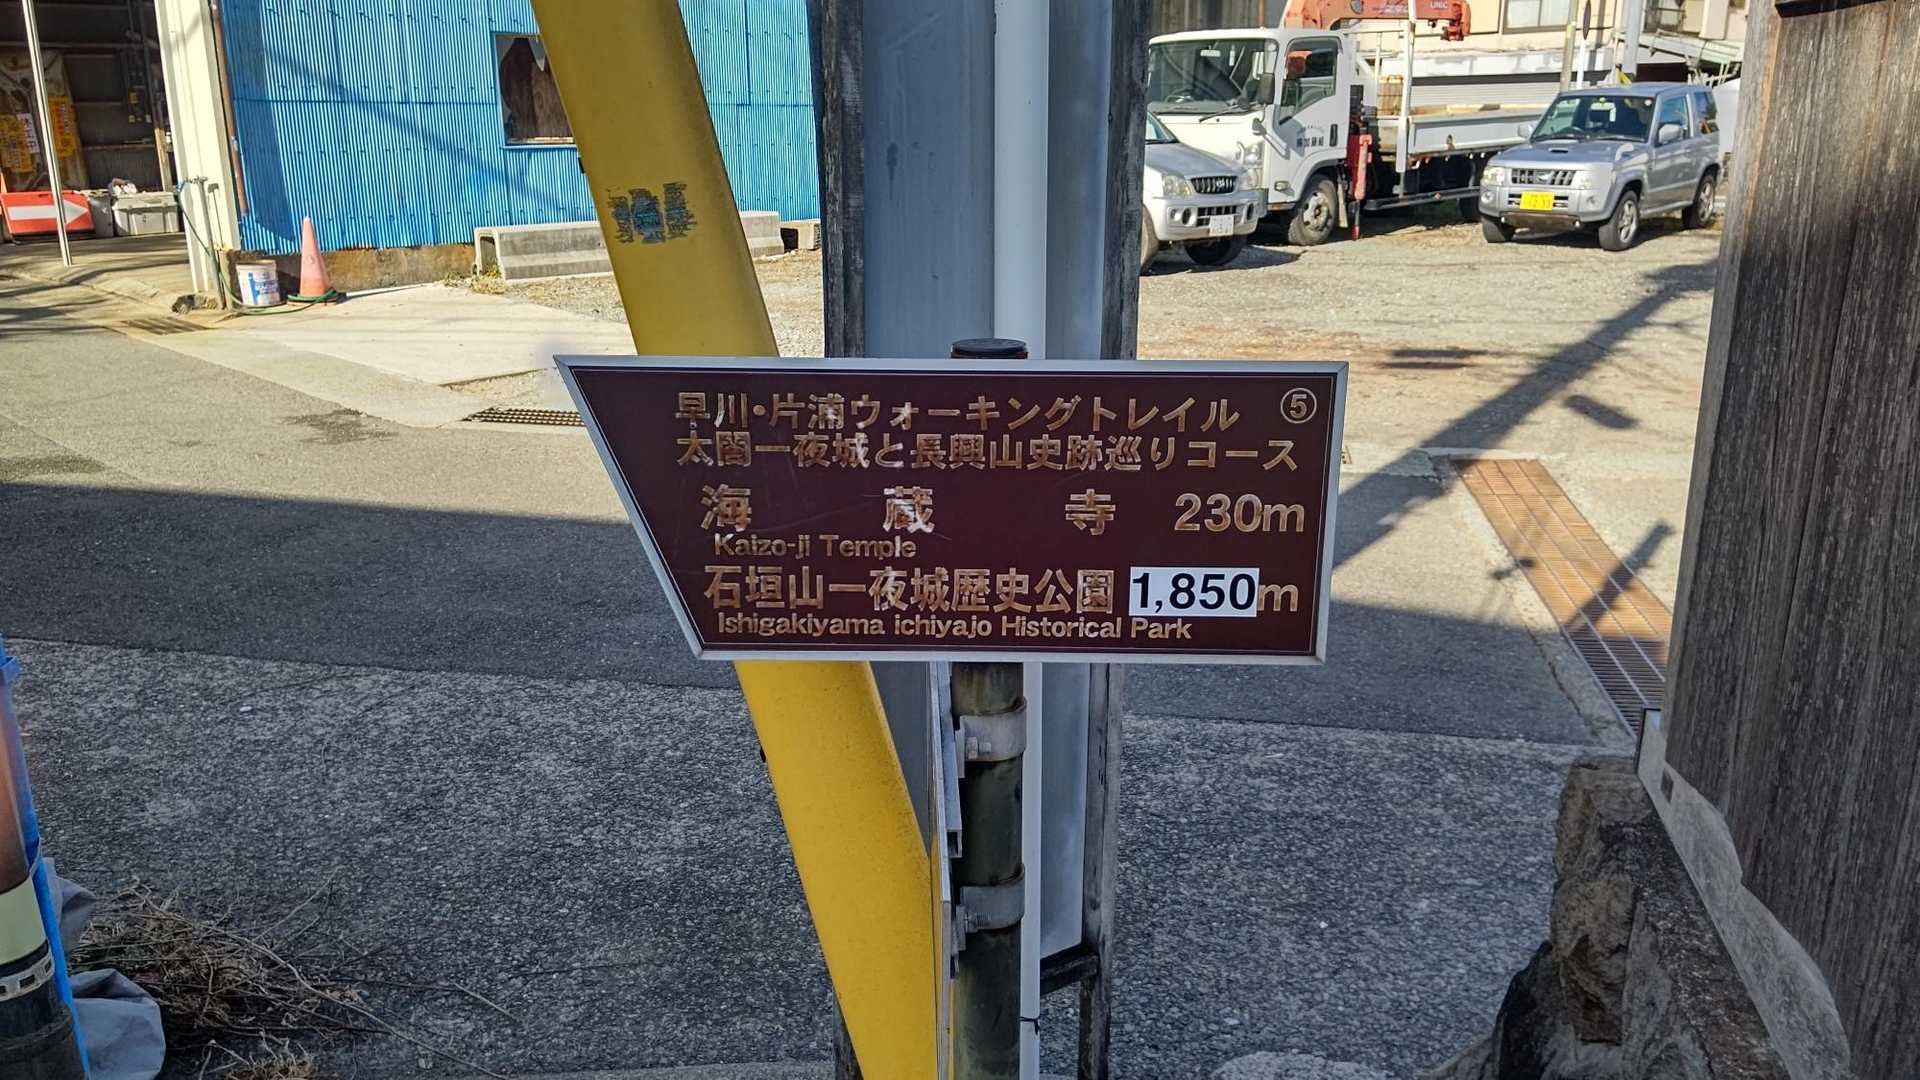 早川・片浦ウォーキングトレイル ⑤
太閤一夜城と長興山史跡巡りコース
海蔵寺 230m
Kaizo-ji Temple
石垣山一夜城歴史公園 1,850m
Ishigakiyama ichiyajo Historical Park
UNIC